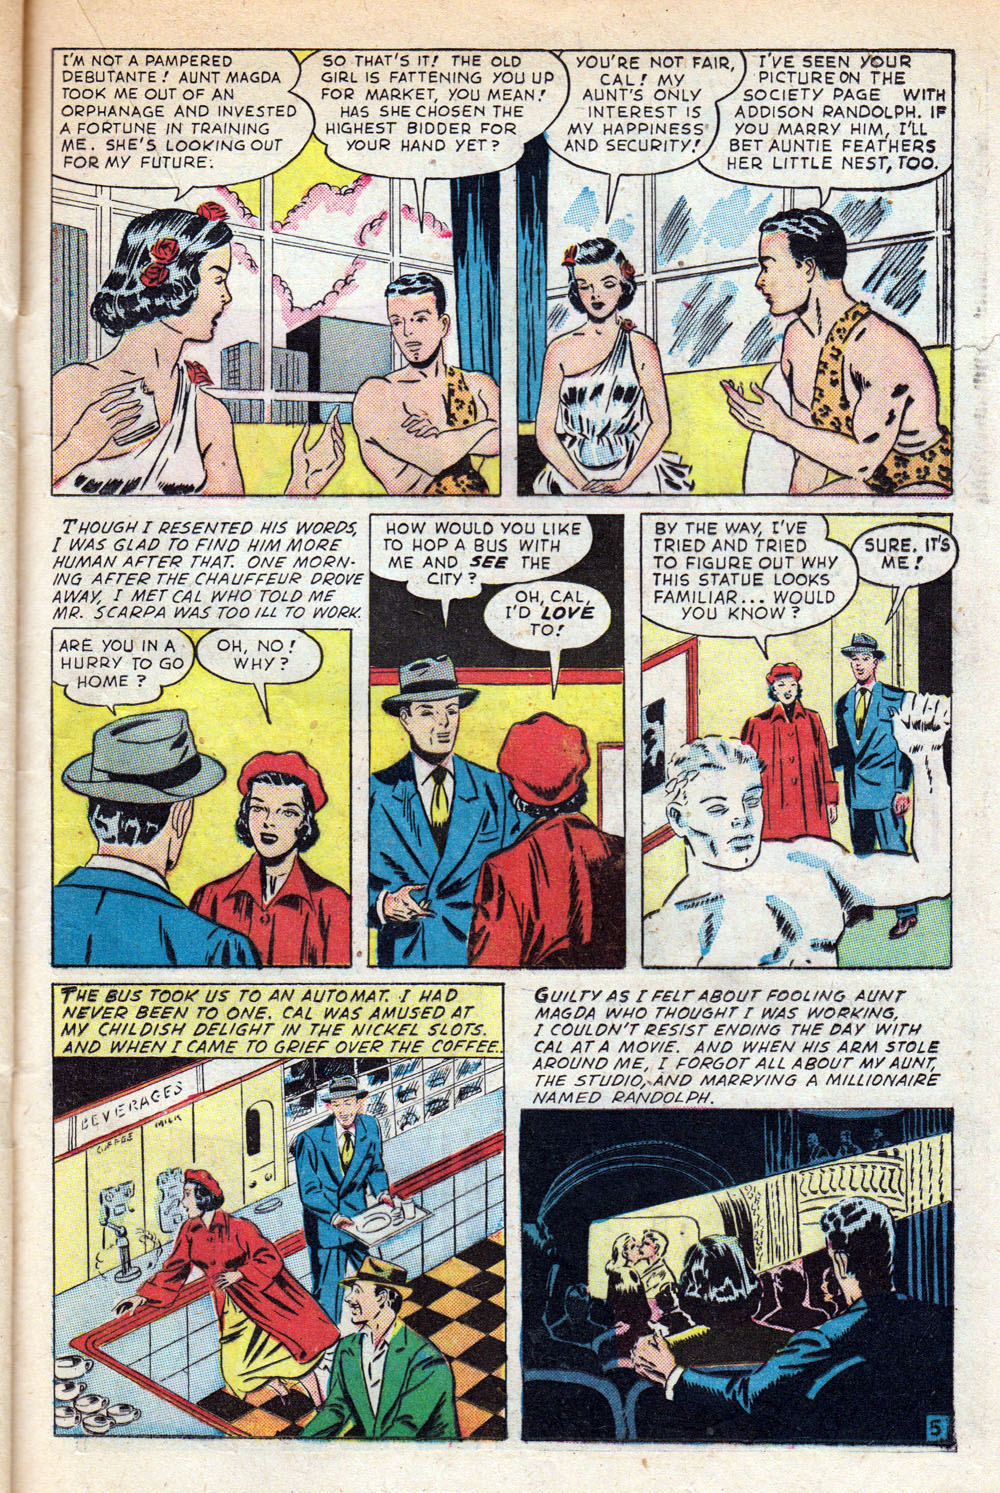 I'M NOT A PAMPERED
DEBUTANTE! AUNT MAGDA
TOOK ME OUT OF AN
ORPHANAGE AND INVESTED
A FORTUNE IN TRAINING
ME. SHE'S LOOKING OUT
FOR MY FUTURE.
SO THAT'S IT! THE OLD
GIRL IS FATTENING YOU UP
FOR MARKET, YOU MEAN!
HAS SHE CHOSEN THE
HIGHEST BIDDER FOR
YOUR HAND YET?
YOU'RE NOT FAIR,
CAL! MY
AUNT'S ONLY
INTEREST IS
MY HAPPINESS
AND SECURITY!
I'VE SEEN YOUR
PICTURE ON THE
SOCIETY PAGE WITH
ADDISON RANDOLPH. IF
YOU MARRY HIM, I'LL
BET AUNTIE FEATHERS
HER LITTLE NEST, TOO.
THOUGH I RESENTED HIS WORDS,
I WAS GLAD TO FIND HIM MORE
HUMAN AFTER THAT. ONE MORN-
ING AFTER THE CHAUFFEUR DROVE
AWAY, I MET CAL WHO TOLD ME
MR. SCARPA WAS TOO ILL TO WORK.
ARE YOU IN A
HURRY TO GO
HOME?
OH, NO!
WHY?
HOW WOULD YOU LIKE
TO HOP A BUS WITH
ME AND SEE THE
CITY?
OH, CAL,
I'D LOVE
TO!
BY THE WAY, I'VE
TRIED AND TRIED
TO FIGURE OUT WHY
THIS STATUE LOOKS
FAMILIAR... WOULD
YOU KNOW?
SURE. IT'S
ME!
THE BUS TOOK US TO AN AUTOMAT. I HAD
NEVER BEEN TO ONE. CAL WAS AMUSED AT
MY CHILDISH DELIGHT IN THE NICKEL SLOTS.
AND WHEN I CAME TO GRIEF OVER THE COFFEE..
BEVERAGES
COFFEE
MILK
GUILTY AS I FELT ABOUT FOOLING AUNT
MAGDA WHO THOUGHT I WAS WORKING,
I COULDN'T RESIST ENDING THE DAY WITH
CAL AT A MOVIE. AND WHEN HIS ARM STOLE
AROUND ME, I FORGOT ALL ABOUT MY AUNT,
THE STUDIO, AND MARRYING A MILLIONAIRE
NAMED RANDOLPH.
5